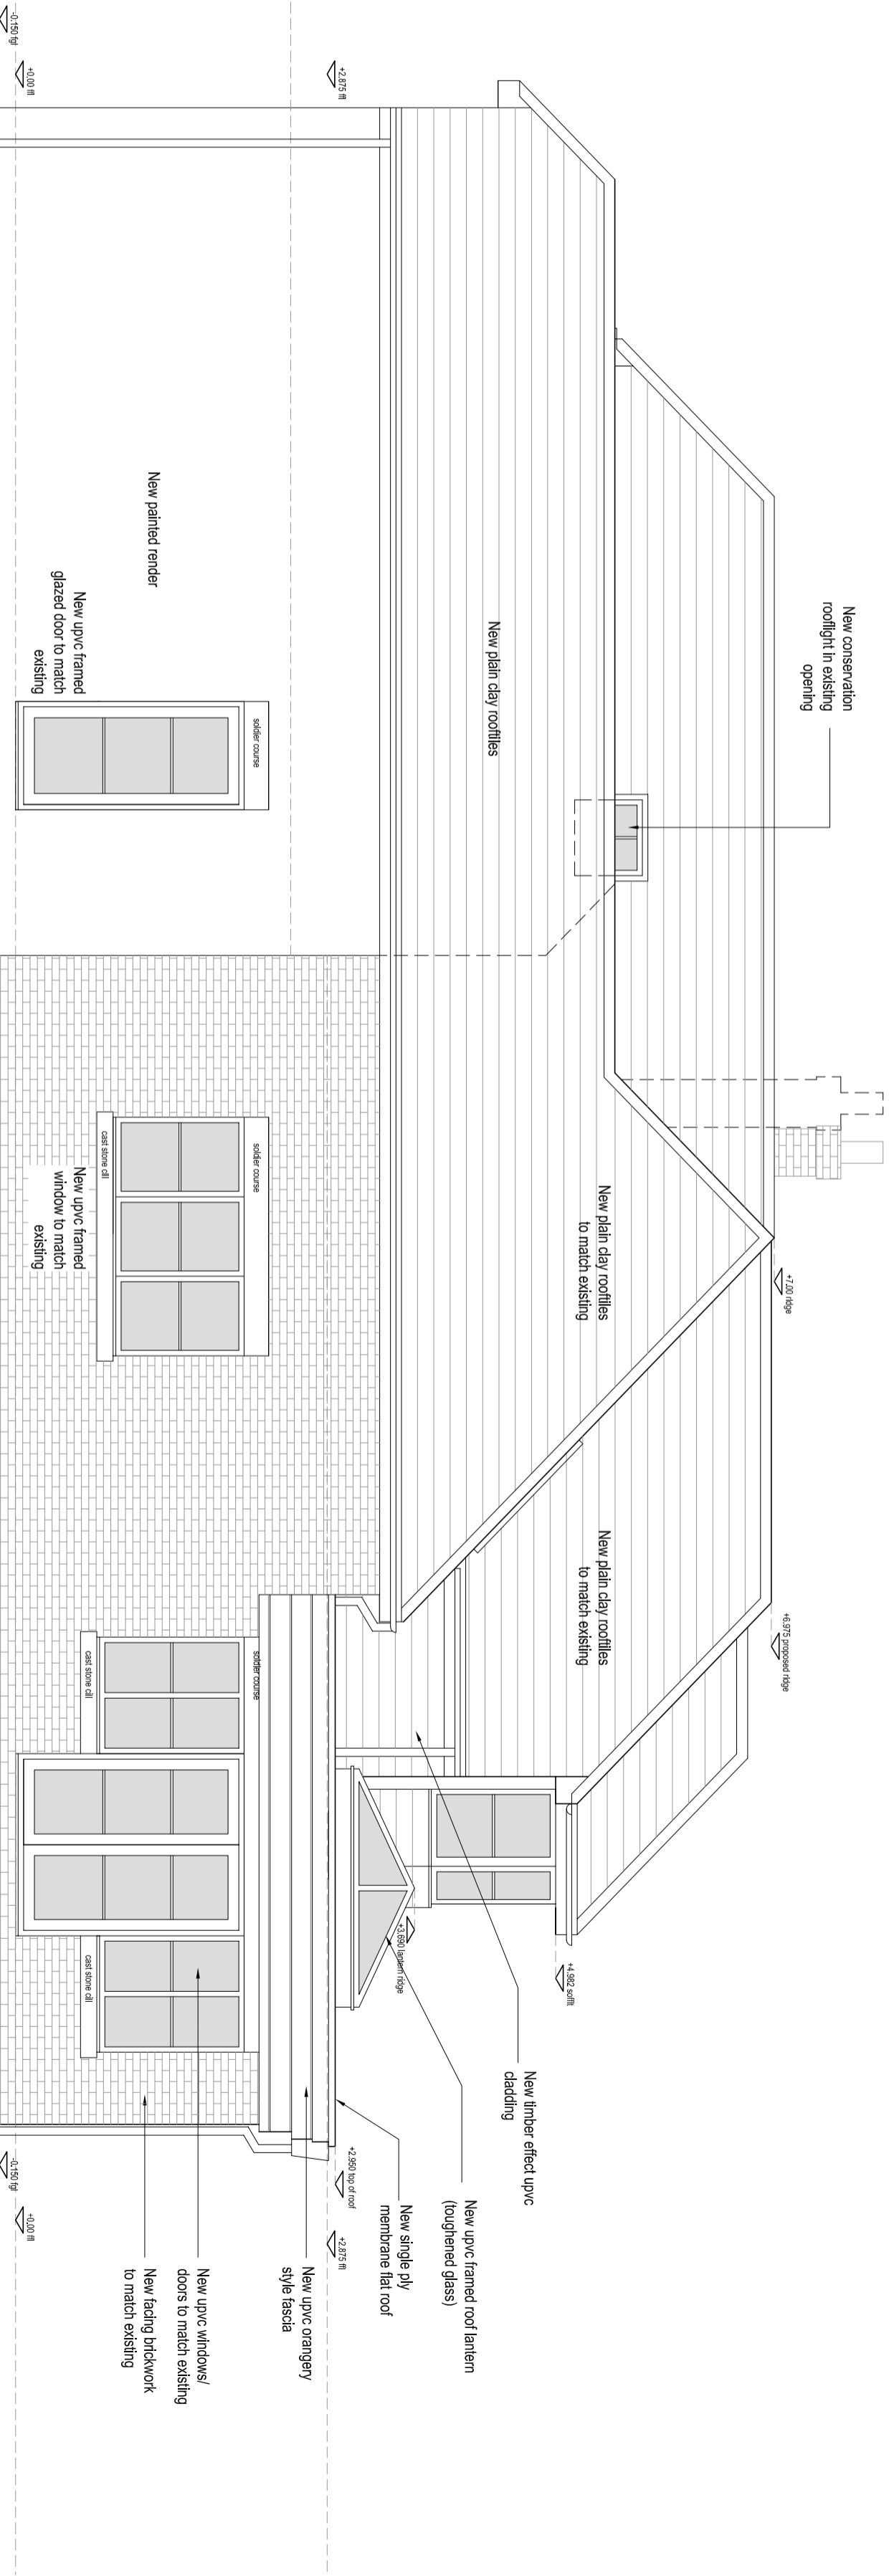 New conservation
rooflight in existing
opening
+7.00 ridge
+6.975 proposed ridge
New plain clay rooftiles
New plain clay rooftiles
to match existing
New plain clay rooftiles
to match existing
+4.982 soffit
New timber effect upvc
cladding
+3.690 lantern ridge
New upvc framed roof lantern
(toughened glass)
New single ply
membrane flat roof
+2.875 ffl
+2.950 top of roof
+2.875 ffl
New upvc orangery
style fascia
soldier course
soldier course
soldier course
New painted render
New upvc windows/
doors to match existing
New facing brickwork
to match existing
cast stone cill
cast stone cill
cast stone cill
New upvc framed
glazed door to match
existing
New upvc framed
window to match
existing
+0.00 ffl
+0.00 ffl
-0.150 fgl
-0.150 fgl